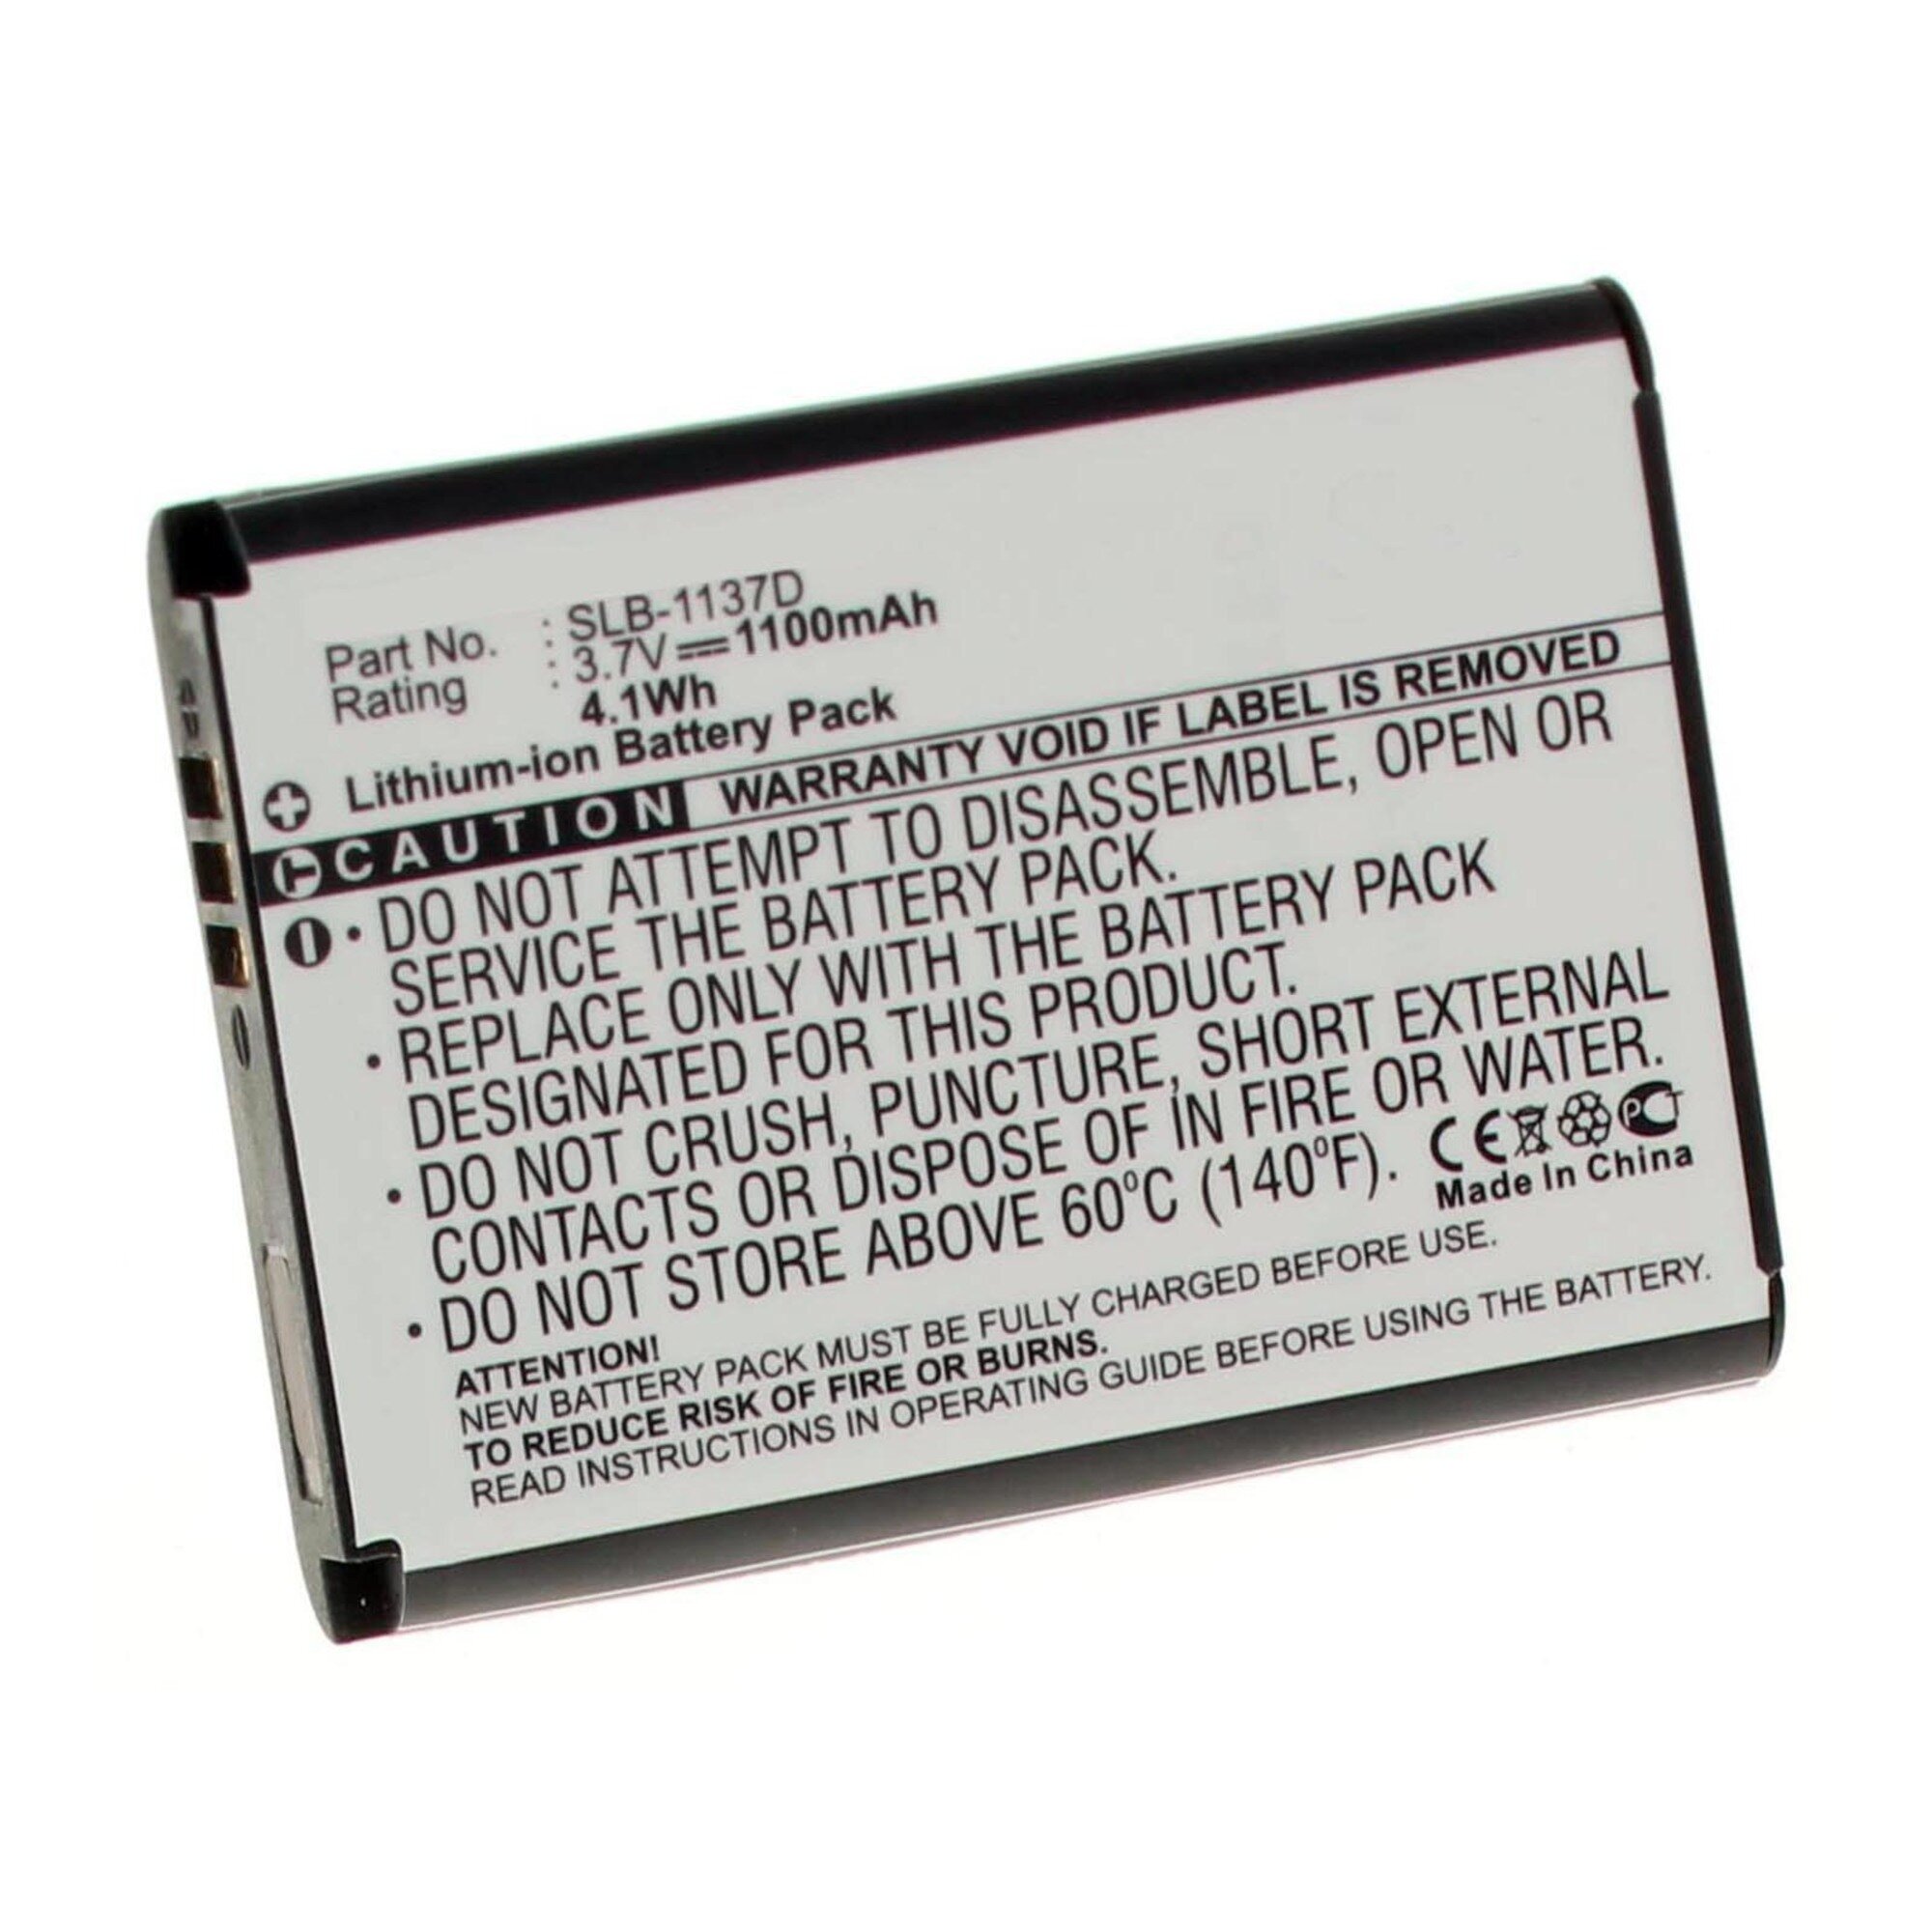 Part No. : SLB-1137D
Rating : 3.7V⎓1100mAh
4.1Wh
+ Lithium-ion Battery Pack
T CAUTION WARRANTY VOID IF LABEL IS REMOVED
• DO NOT ATTEMPT TO DISASSEMBLE, OPEN OR
SERVICE THE BATTERY PACK.
• REPLACE ONLY WITH THE BATTERY PACK
DESIGNATED FOR THIS PRODUCT.
• DO NOT CRUSH, PUNCTURE, SHORT EXTERNAL
CONTACTS OR DISPOSE OF IN FIRE OR WATER.
• DO NOT STORE ABOVE 60°C (140°F).
CE PCT
Made In China
ATTENTION!
NEW BATTERY PACK MUST BE FULLY CHARGED BEFORE USE.
TO REDUCE RISK OF FIRE OR BURNS.
READ INSTRUCTIONS IN OPERATING GUIDE BEFORE USING THE BATTERY.